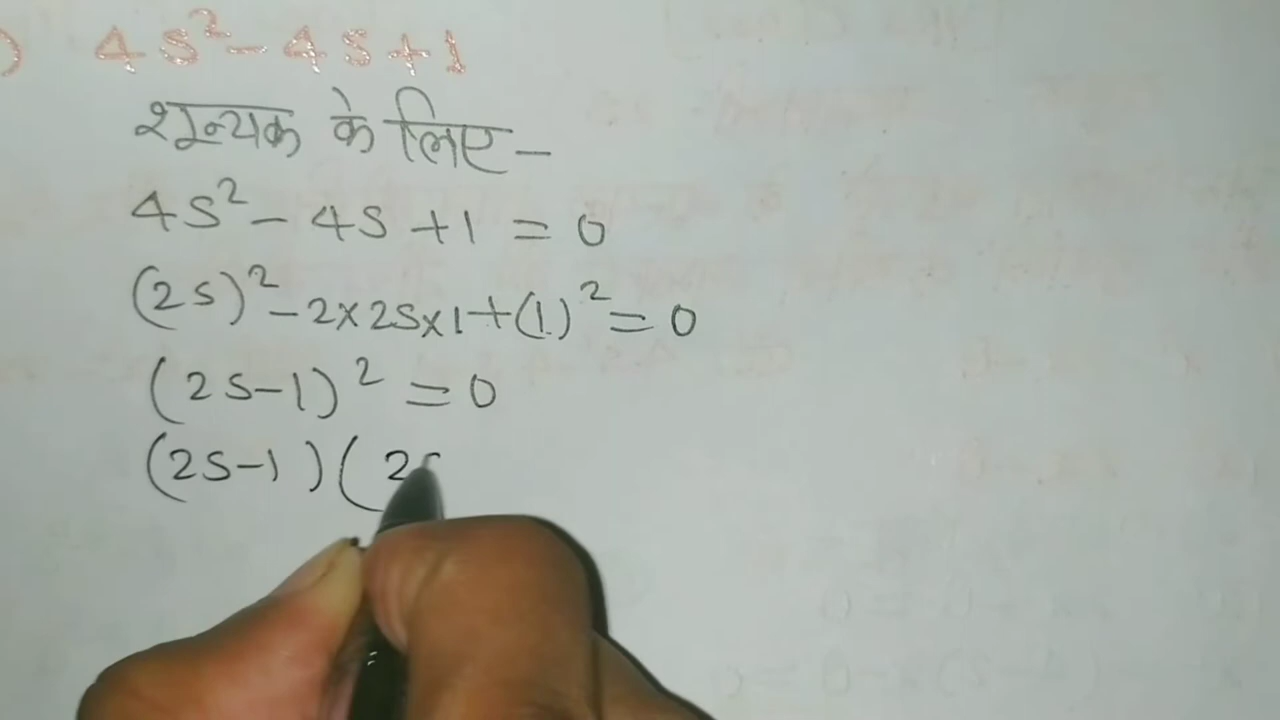 ) 4s²-4s+1
शून्यक के लिए-
4s²-4s+1=0
(2s)²-2×2s×1+(1)²=0
(2s-1)²=0
(2s-1)(2s